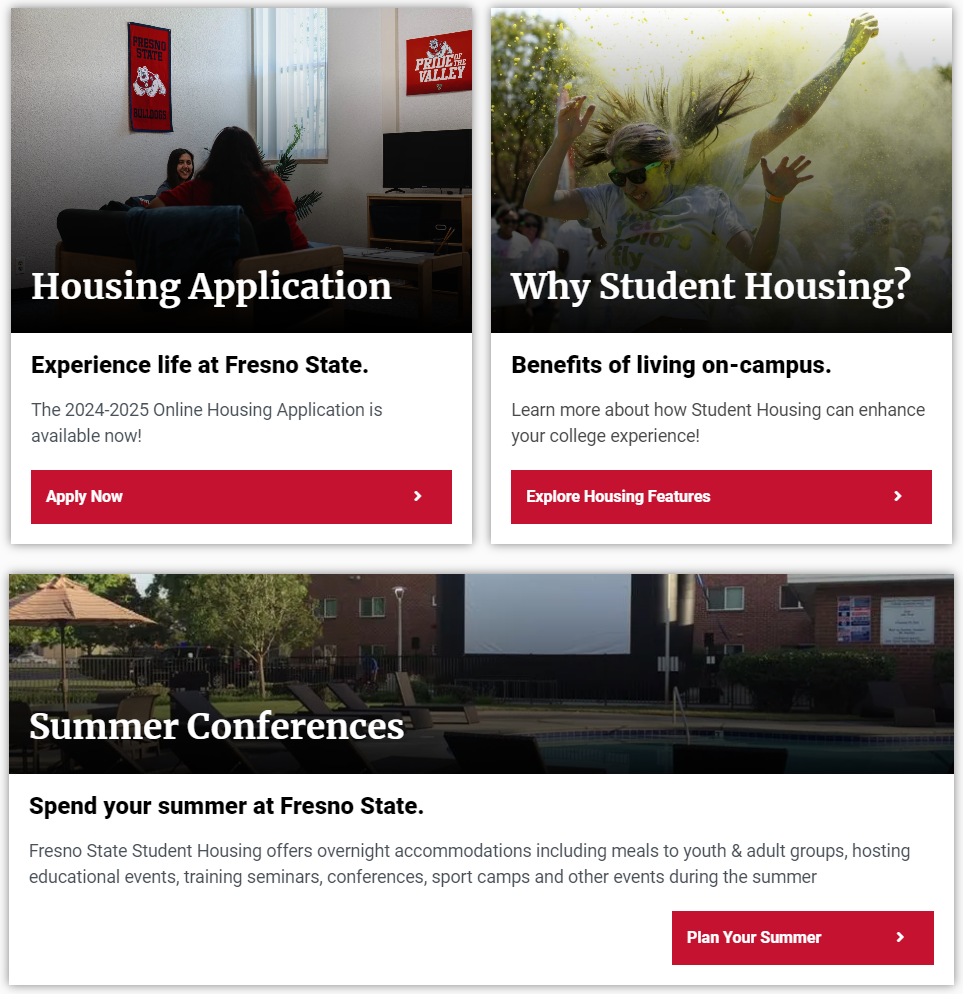 FRESNO
STATE
BULLDOGS
PRIDE OF THE
VALLEY
Housing Application
Experience life at Fresno State.
The 2024-2025 Online Housing Application is
available now!
Apply Now
Why Student Housing?
Benefits of living on-campus.
Learn more about how Student Housing can enhance
your college experience!
Explore Housing Features
Summer Conferences
Spend your summer at Fresno State.
Fresno State Student Housing offers overnight accommodations including meals to youth & adult groups, hosting
educational events, training seminars, conferences, sport camps and other events during the summer
Plan Your Summer